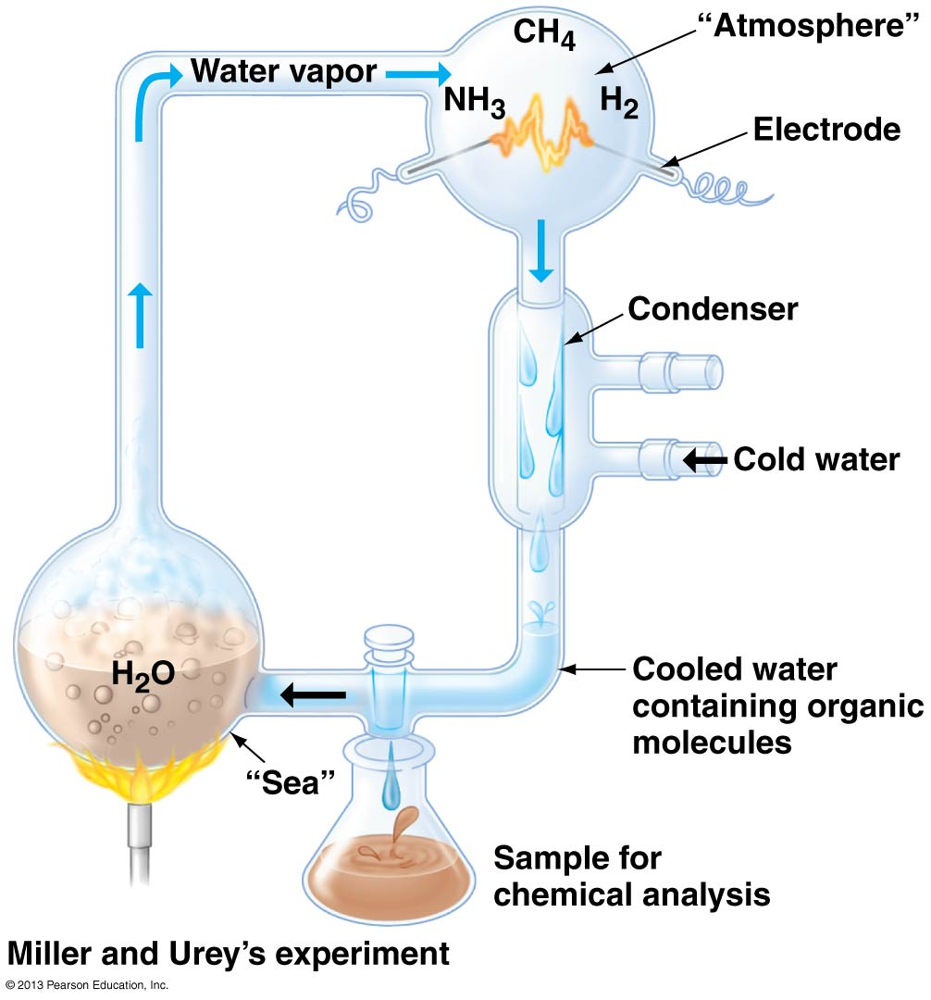 CH₄
“Atmosphere”
Water vapor
NH₃
H₂
Electrode
Condenser
Cold water
H₂O
Cooled water
containing organic
molecules
“Sea”
Sample for
chemical analysis
Miller and Urey’s experiment
© 2013 Pearson Education, Inc.